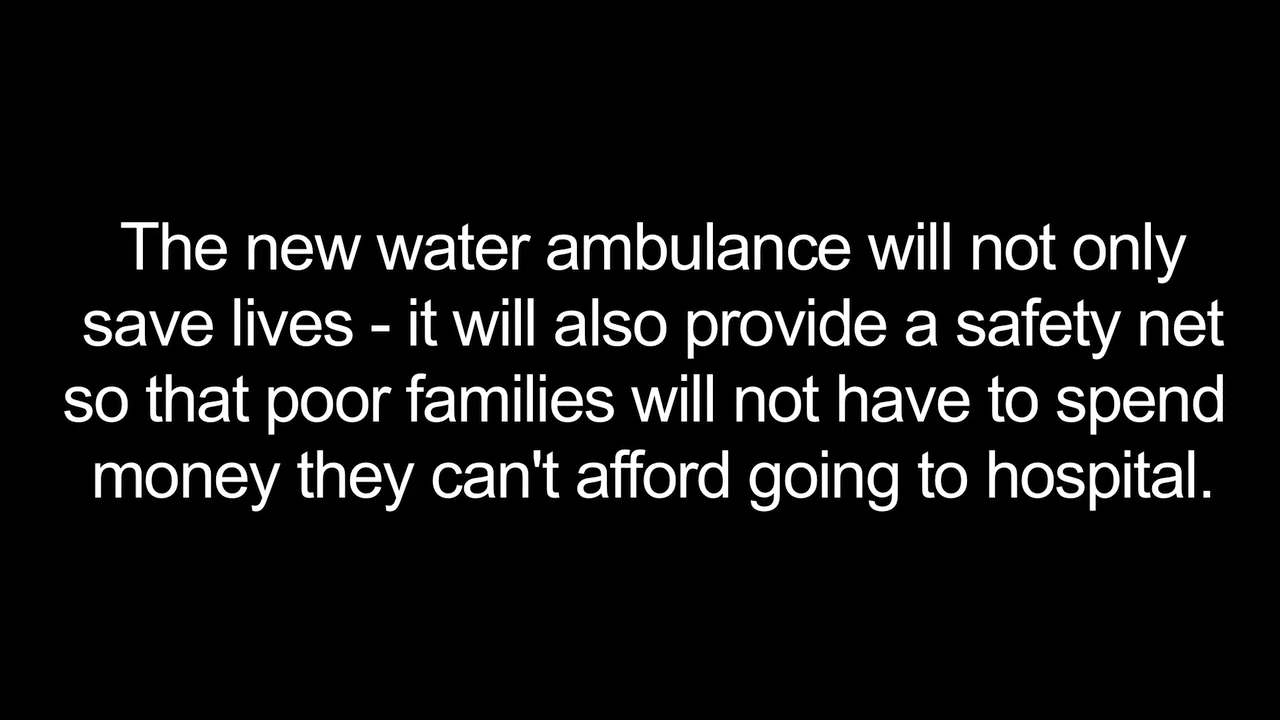 The new water ambulance will not only
save lives - it will also provide a safety net
so that poor families will not have to spend
money they can't afford going to hospital.